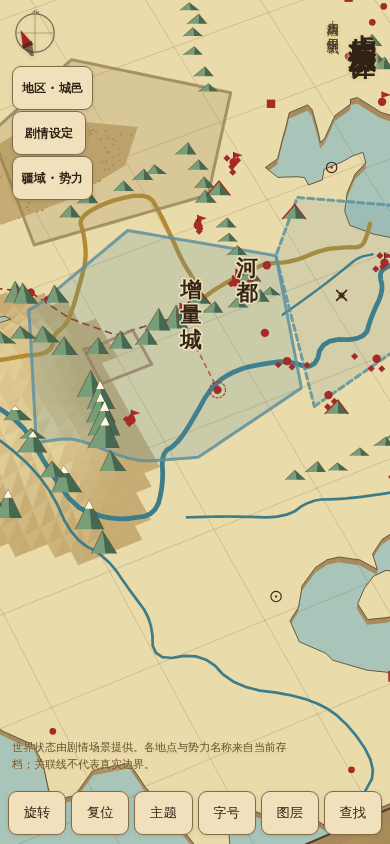 地区·城邑
剧情设定
疆域·势力
河都
增量城
世界状态由剧情场景提供。各地点与势力名称来自当前存
档；关联线不代表真实边界。
旋转
复位
主题
字号
图层
查找